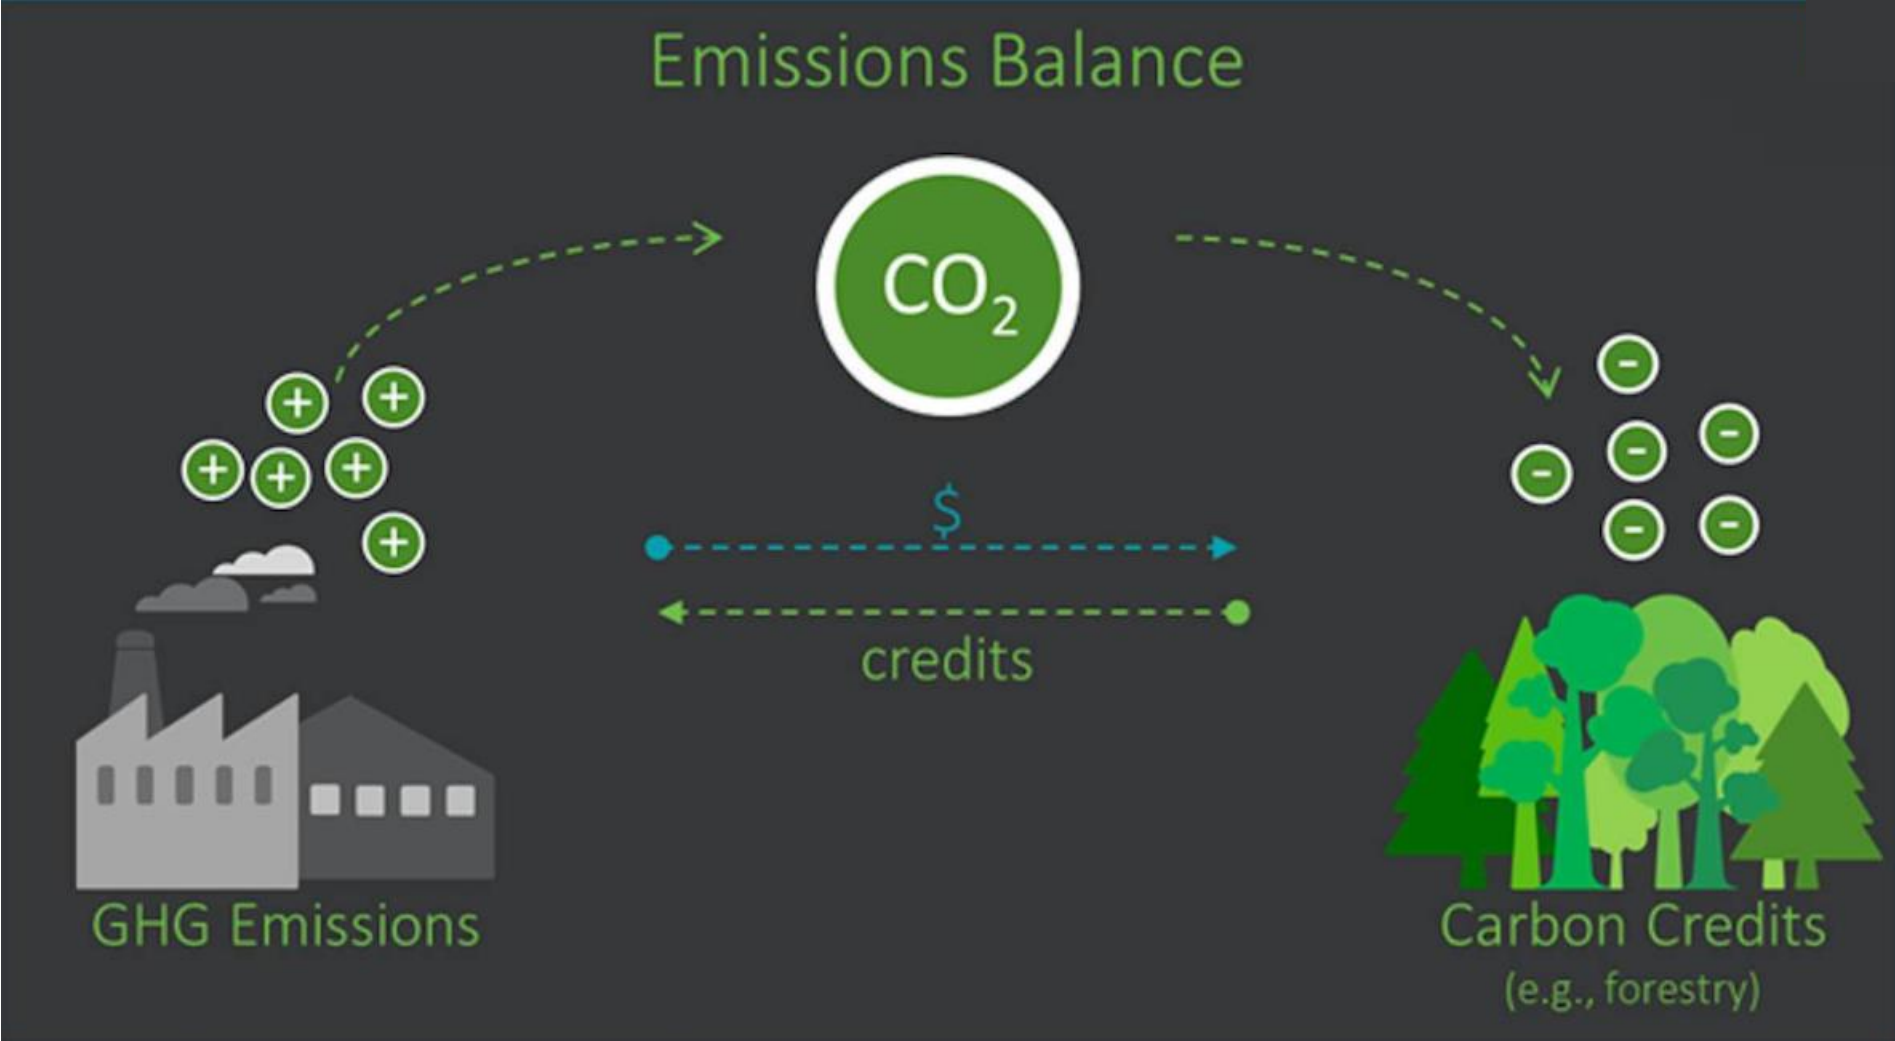 Emissions Balance
CO₂
$
credits
GHG Emissions
Carbon Credits
(e.g., forestry)